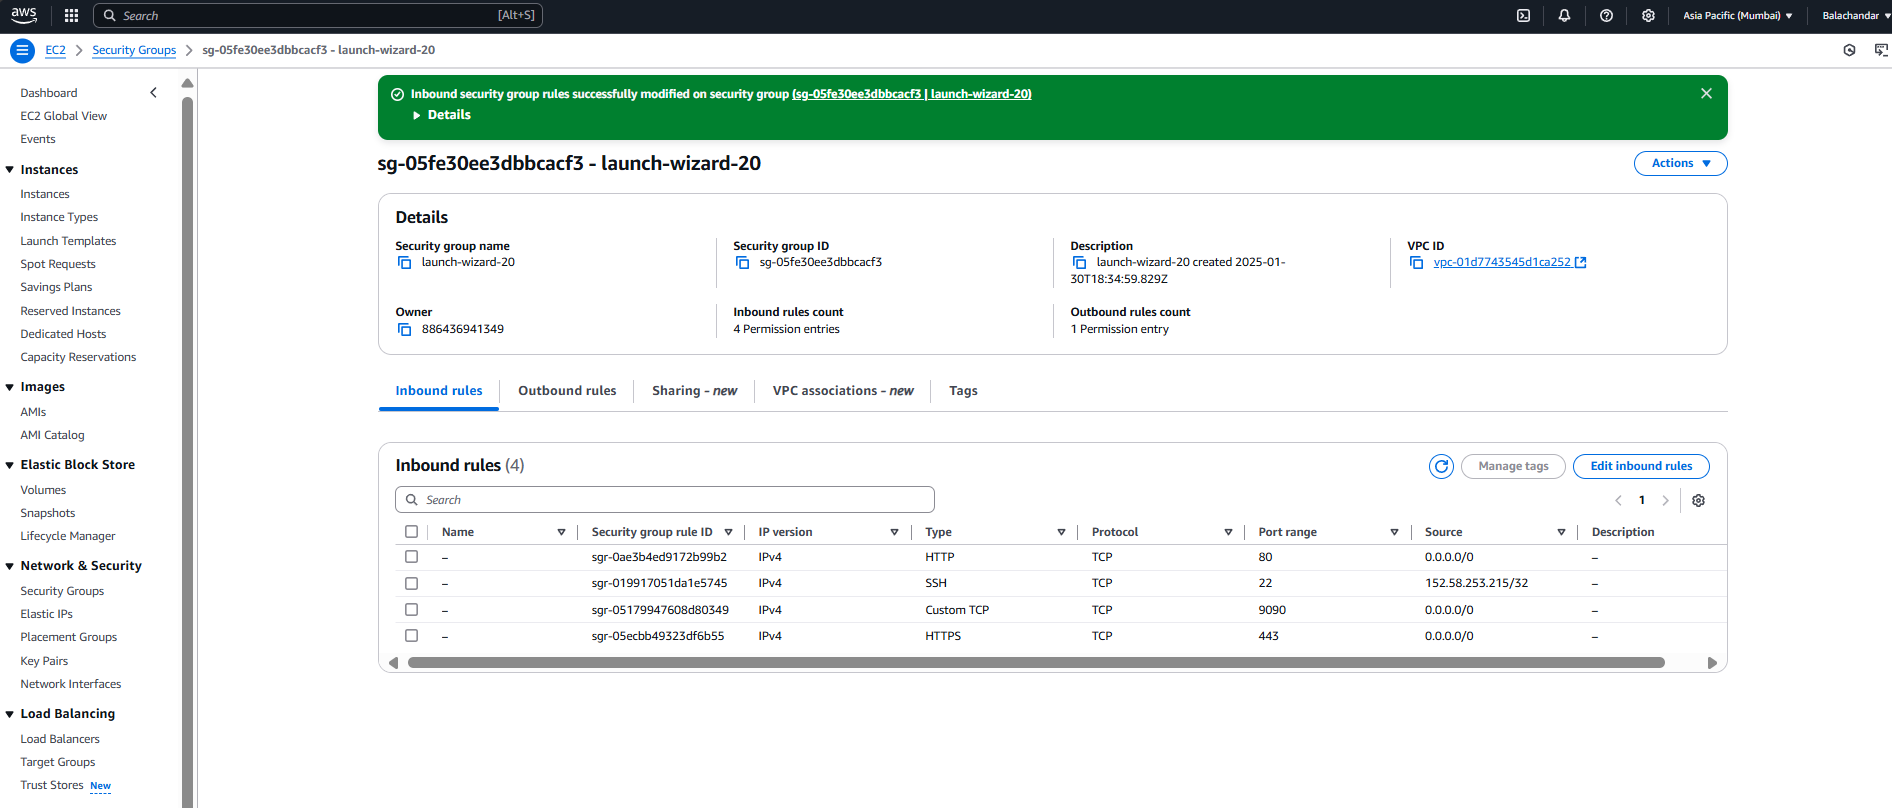 aws
Search [Alt+S]
Asia Pacific (Mumbai) Balachandar
EC2 Security Groups sg-05fe30ee3dbbcacf3 - launch-wizard-20
Dashboard
EC2 Global View
Events
Instances
Instances
Instance Types
Launch Templates
Spot Requests
Savings Plans
Reserved Instances
Dedicated Hosts
Capacity Reservations
Images
AMIs
AMI Catalog
Elastic Block Store
Volumes
Snapshots
Lifecycle Manager
Network & Security
Security Groups
Elastic IPs
Placement Groups
Key Pairs
Network Interfaces
Load Balancing
Load Balancers
Target Groups
Trust Stores New
Inbound security group rules successfully modified on security group (sg-05fe30ee3dbbcacf3 | launch-wizard-20)
Details
sg-05fe30ee3dbbcacf3 - launch-wizard-20
Actions
Details
Security group name
launch-wizard-20
Security group ID
sg-05fe30ee3dbbcacf3
Description
launch-wizard-20 created 2025-01-
30T18:34:59.829Z
VPC ID
vpc-01d7743545d1ca252
Owner
886436941349
Inbound rules count
4 Permission entries
Outbound rules count
1 Permission entry
Inbound rules Outbound rules Sharing - new VPC associations - new Tags
Inbound rules (4)
Manage tags Edit inbound rules
Search
1
Name Security group rule ID IP version Type Protocol Port range Source Description
– sgr-0ae3b4ed9172b99b2 IPv4 HTTP TCP 80 0.0.0.0/0 –
– sgr-019917051da1e5745 IPv4 SSH TCP 22 152.58.253.215/32 –
– sgr-05179947608d80349 IPv4 Custom TCP TCP 9090 0.0.0.0/0 –
– sgr-05ecbb49323df6b55 IPv4 HTTPS TCP 443 0.0.0.0/0 –